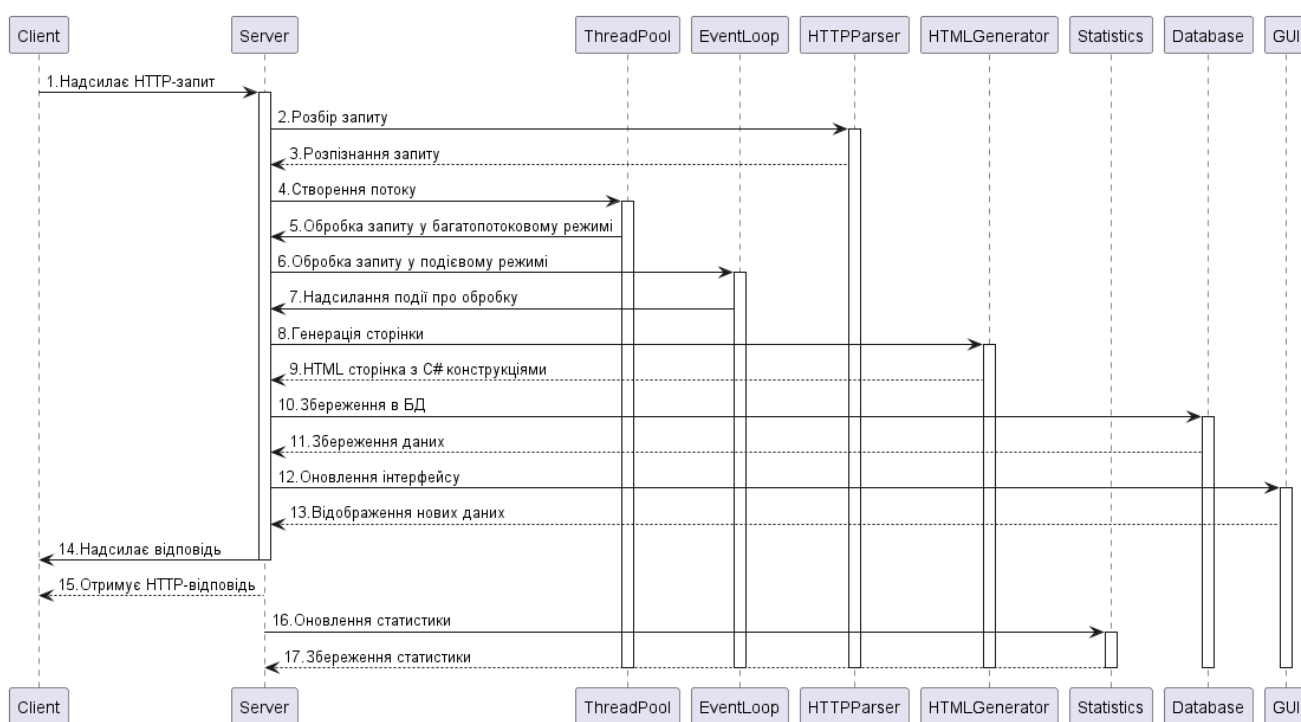 Client Server ThreadPool EventLoop HTTPParser HTMLGenerator Statistics Database GUI
1.Надсилає HTTP-запит
2.Розбір запиту
3.Розпізнання запиту
4.Створення потоку
5.Обробка запиту у багатопотоковому режимі
6.Обробка запиту у подієвому режимі
7.Надсилання події про обробку
8.Генерація сторінки
9.HTML сторінка з C# конструкціями
10.Збереження в БД
11.Збереження даних
12.Оновлення інтерфейсу
13.Відображення нових даних
14.Надсилає відповідь
15.Отримує HTTP-відповідь
16.Оновлення статистики
17.Збереження статистики
Client Server ThreadPool EventLoop HTTPParser HTMLGenerator Statistics Database GUI